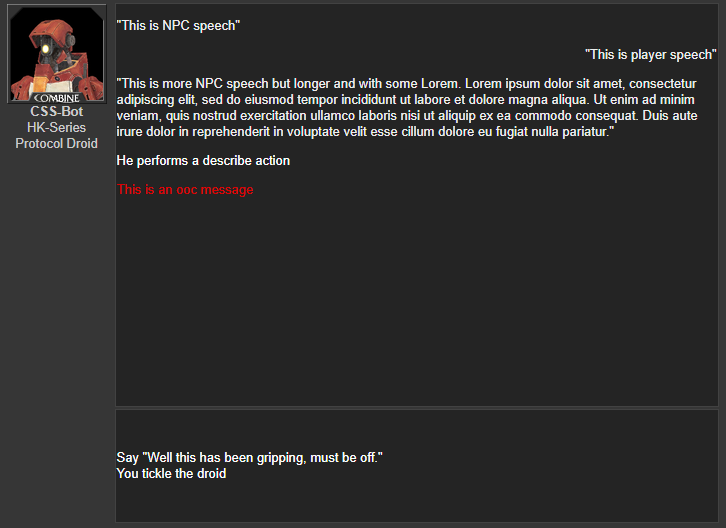 COMBINE
CSS-Bot
HK-Series
Protocol Droid
"This is NPC speech"
"This is player speech"
"This is more NPC speech but longer and with some Lorem. Lorem ipsum dolor sit amet, consectetur
adipiscing elit, sed do eiusmod tempor incididunt ut labore et dolore magna aliqua. Ut enim ad minim
veniam, quis nostrud exercitation ullamco laboris nisi ut aliquip ex ea commodo consequat. Duis aute
irure dolor in reprehenderit in voluptate velit esse cillum dolore eu fugiat nulla pariatur."
He performs a describe action
This is an ooc message
Say "Well this has been gripping, must be off."
You tickle the droid